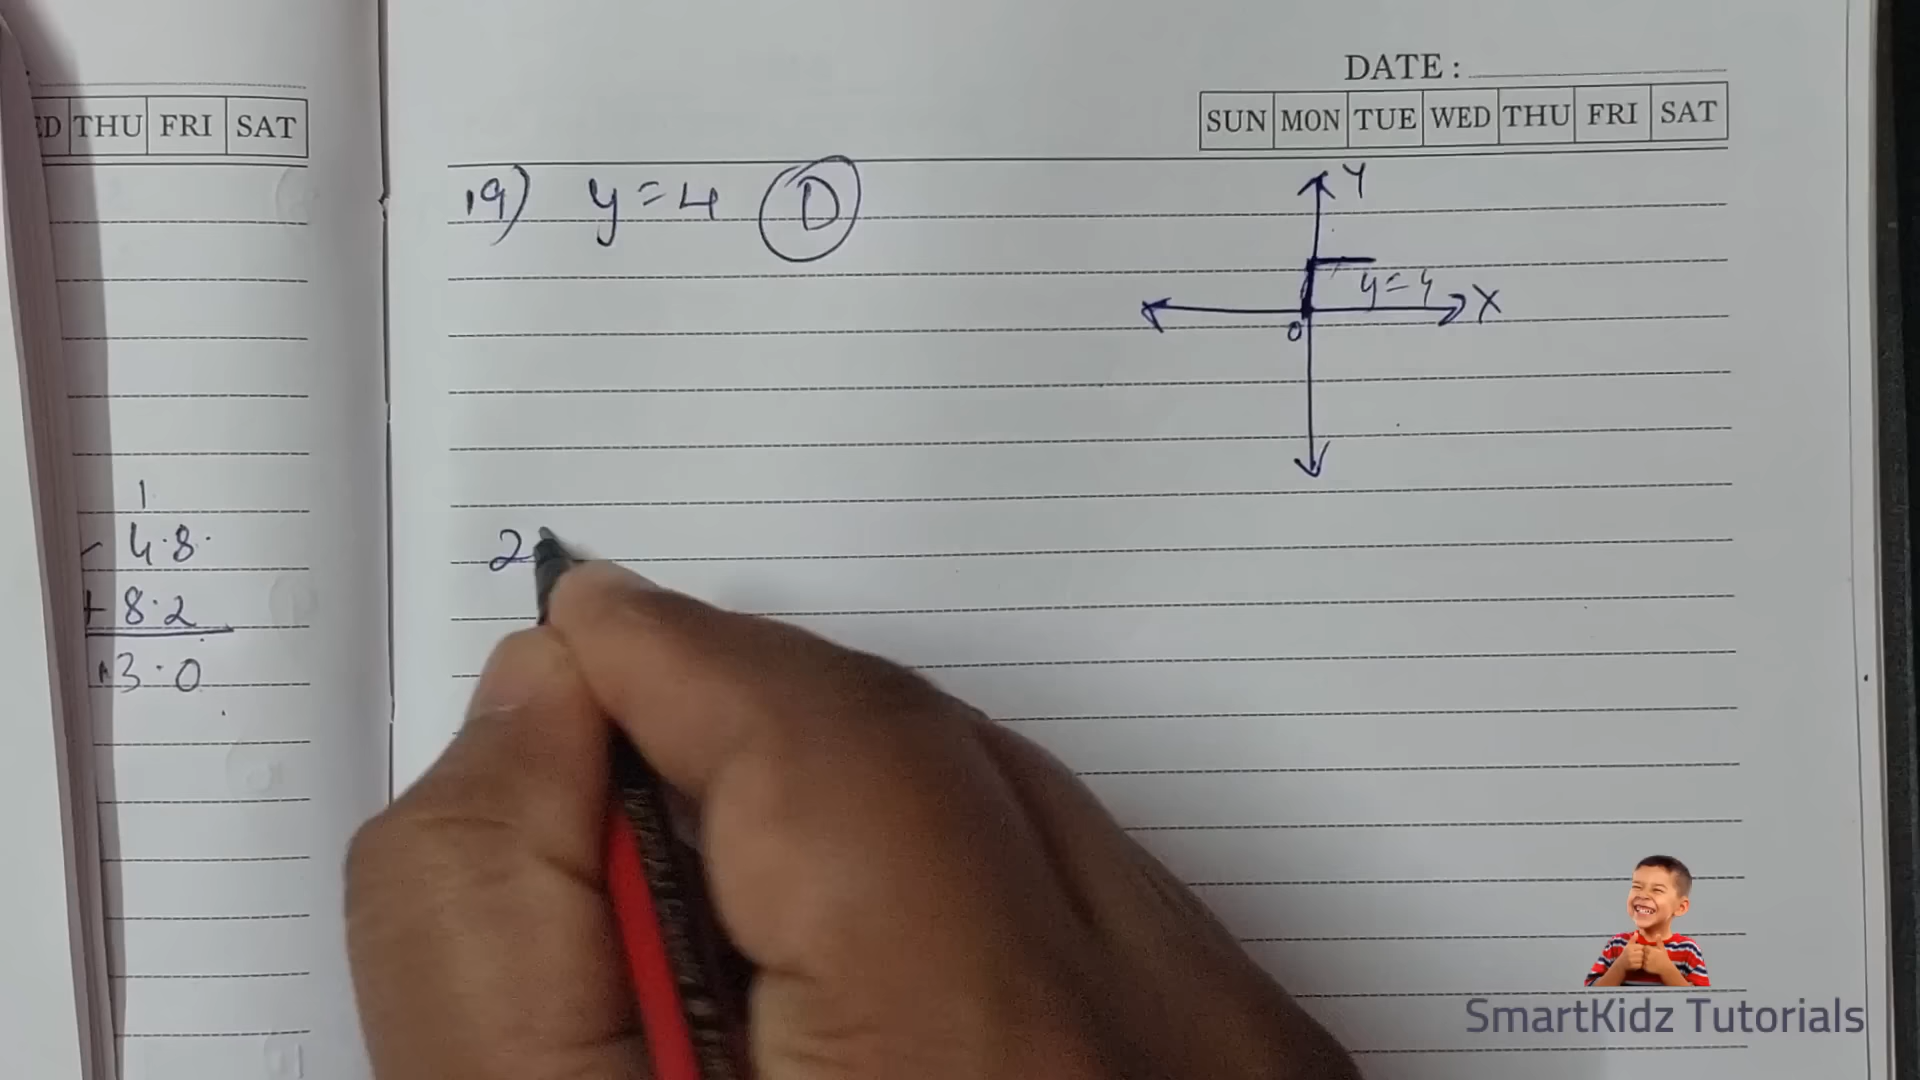 THU FRI SAT
1
4.8.
+ 8.2
13.0
DATE :
SUN MON TUE WED THU FRI SAT
19) y=4 D
Y
y=4
X
0
2
SmartKidz Tutorials